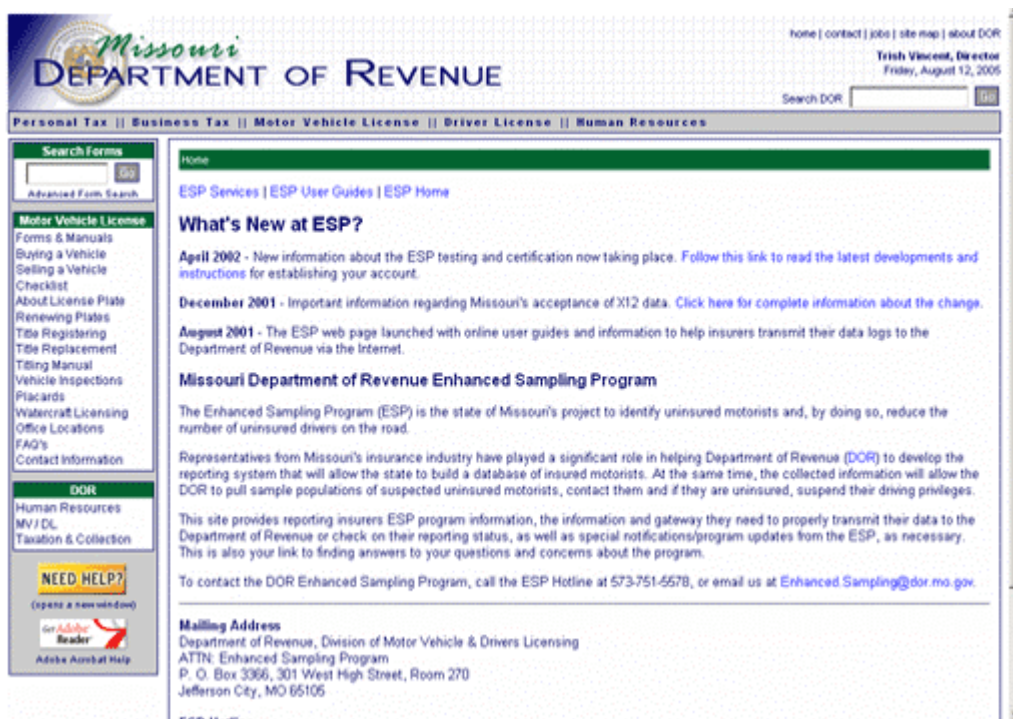 Missouri
DEPARTMENT OF REVENUE
home | contact | jobs | site map | about DOR
Trish Vincent, Director
Friday, August 12, 2005
Search DOR Go
Personal Tax || Business Tax || Motor Vehicle License || Driver License || Human Resources
Search Forms
Go
Advanced Form Search
Motor Vehicle License
Forms & Manuals
Buying a Vehicle
Selling a Vehicle
Checklist
About License Plate
Renewing Plates
Title Registering
Title Replacement
Titling Manual
Vehicle Inspections
Placards
Watercraft Licensing
Office Locations
FAQ's
Contact Information
DOR
Human Resources
MV / DL
Taxation & Collection
NEED HELP?
(opens a new window)
Get Adobe
Reader
Adobe Acrobat Help
Home
ESP Services | ESP User Guides | ESP Home
What's New at ESP?
April 2002 - New information about the ESP testing and certification now taking place. Follow this link to read the latest developments and
instructions for establishing your account.
December 2001 - Important information regarding Missouri's acceptance of X12 data. Click here for complete information about the change.
August 2001 - The ESP web page launched with online user guides and information to help insurers transmit their data logs to the
Department of Revenue via the Internet.
Missouri Department of Revenue Enhanced Sampling Program
The Enhanced Sampling Program (ESP) is the state of Missouri's project to identify uninsured motorists and, by doing so, reduce the
number of uninsured drivers on the road.
Representatives from Missouri's insurance industry have played a significant role in helping Department of Revenue (DOR) to develop the
reporting system that will allow the state to build a database of insured motorists. At the same time, the collected information will allow the
DOR to pull sample populations of suspected uninsured motorists, contact them and if they are uninsured, suspend their driving privileges.
This site provides reporting insurers ESP program information, the information and gateway they need to properly transmit their data to the
Department of Revenue or check on their reporting status, as well as special notifications/program updates from the ESP, as necessary.
This is also your link to finding answers to your questions and concerns about the program.
To contact the DOR Enhanced Sampling Program, call the ESP Hotline at 573-751-5578, or email us at Enhanced.Sampling@dor.mo.gov.
Mailing Address
Department of Revenue, Division of Motor Vehicle & Drivers Licensing
ATTN: Enhanced Sampling Program
P. O. Box 3366, 301 West High Street, Room 270
Jefferson City, MO 65105